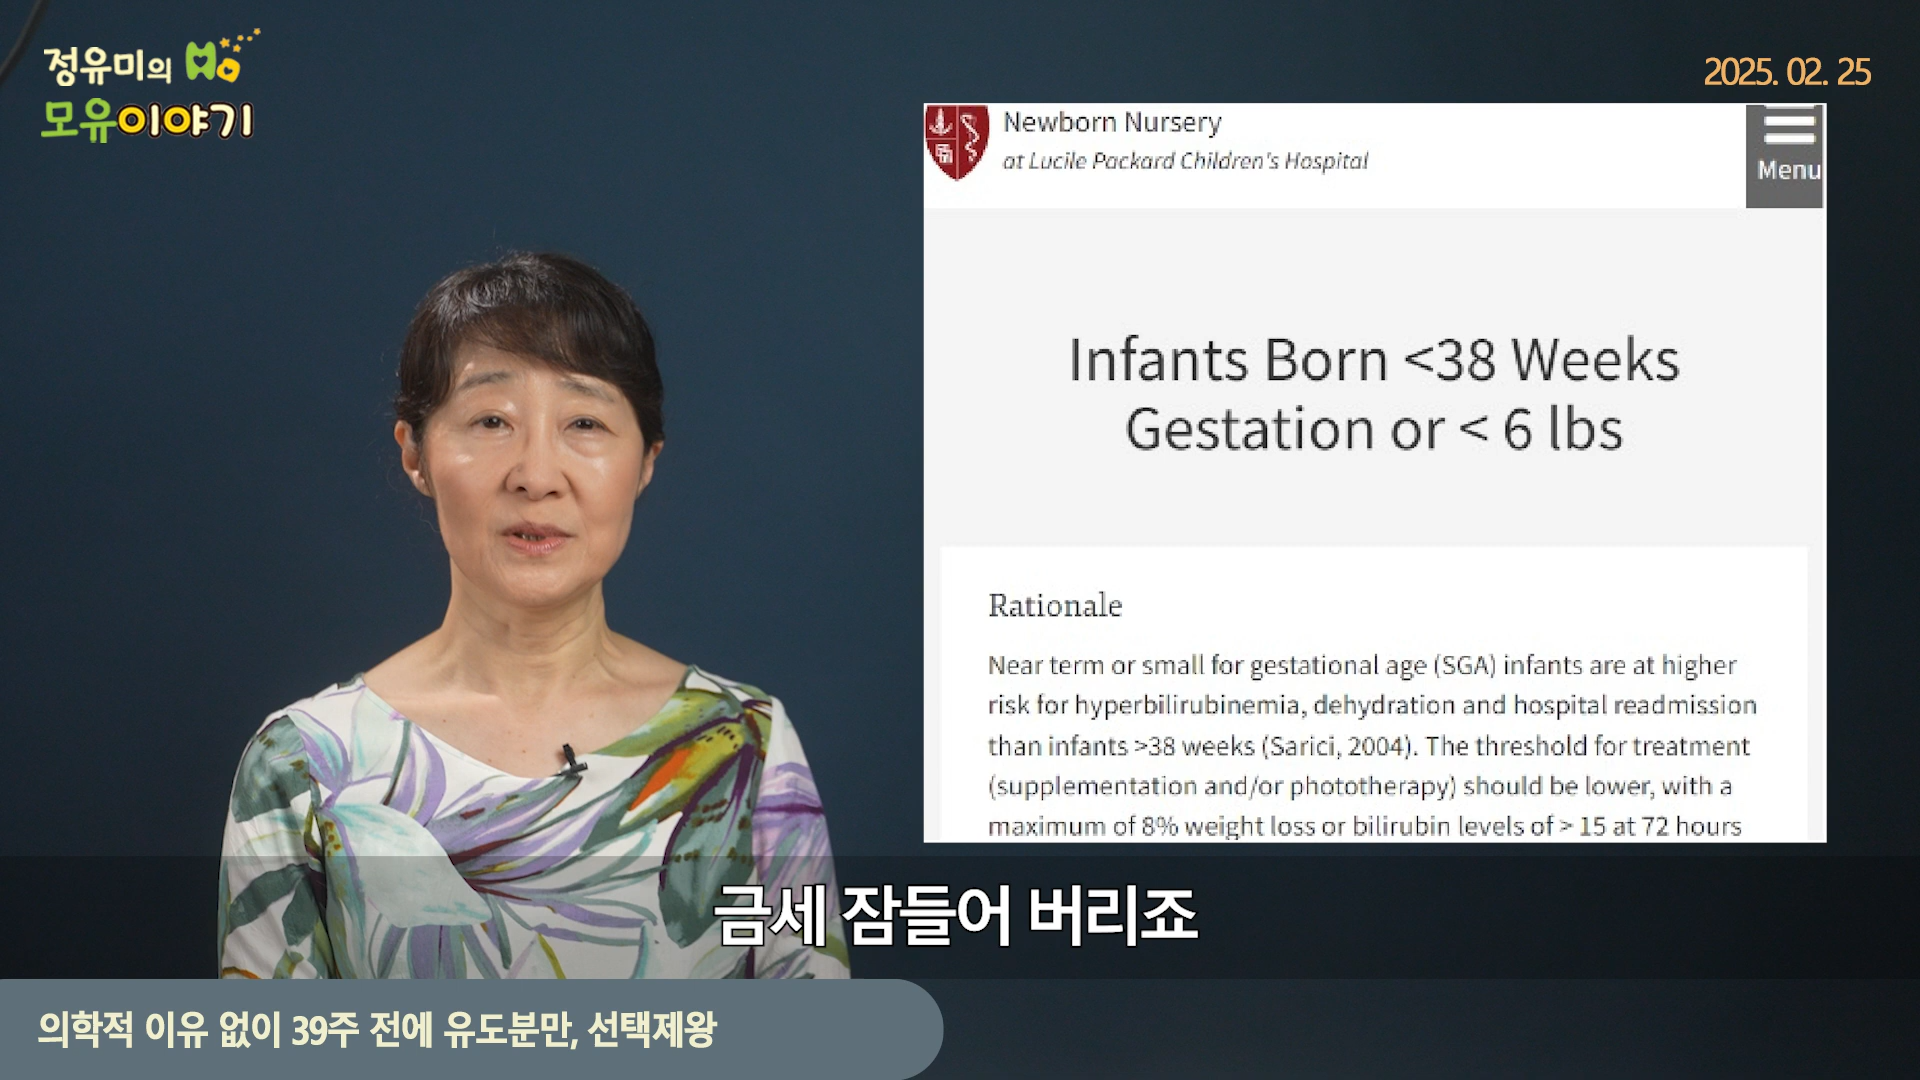 정유미의
모유이야기
2025. 02. 25
Newborn Nursery
at Lucile Packard Children's Hospital
Menu
Infants Born <38 Weeks
Gestation or < 6 lbs
Rationale
Near term or small for gestational age (SGA) infants are at higher
risk for hyperbilirubinemia, dehydration and hospital readmission
than infants >38 weeks (Sarici, 2004). The threshold for treatment
(supplementation and/or phototherapy) should be lower, with a
maximum of 8% weight loss or bilirubin levels of > 15 at 72 hours
금세 잠들어 버리죠
의학적 이유 없이 39주 전에 유도분만, 선택제왕